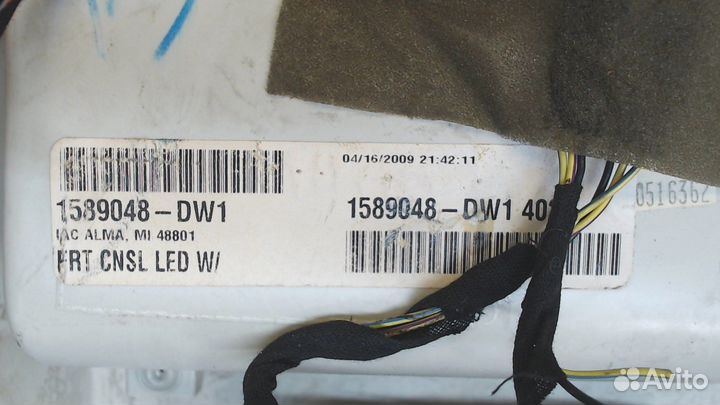 04/16/2009 21:42:11
1589048-DW1
1589048-DW1
IAC ALMA, MI 48801
FRT CNSL LED W/
0516362
Avito